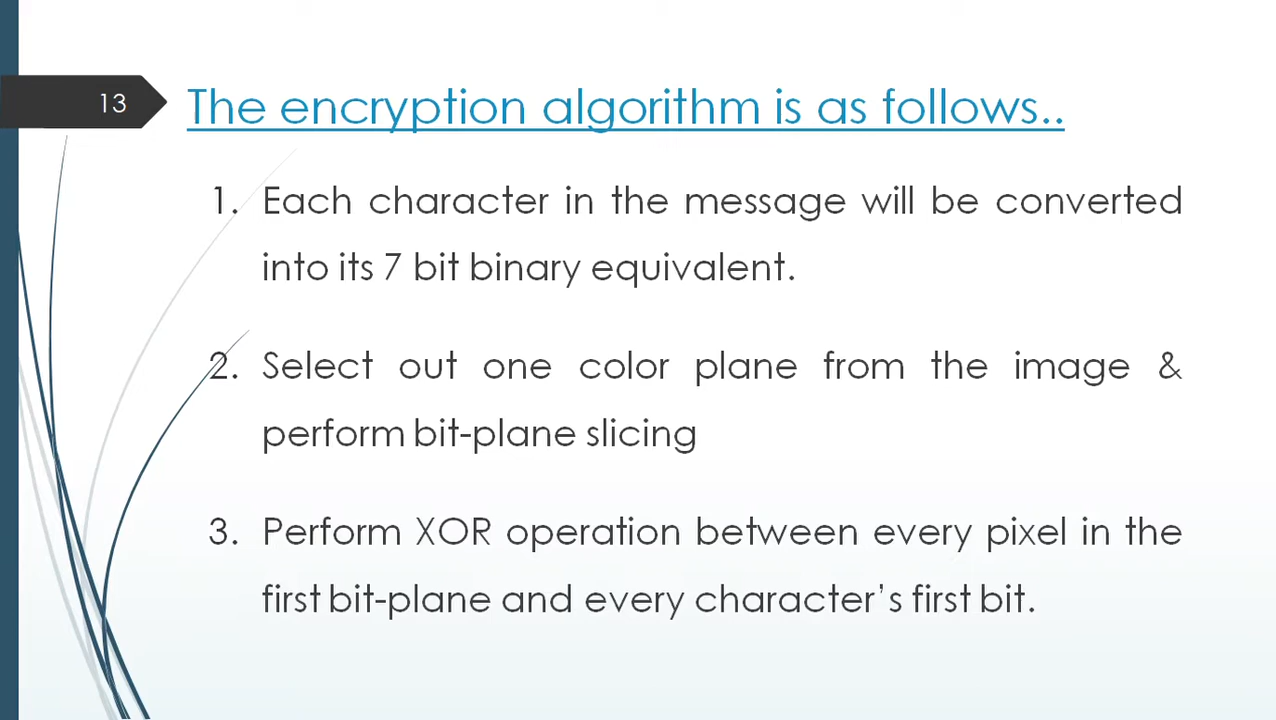 13
The encryption algorithm is as follows..
1. Each character in the message will be converted
into its 7 bit binary equivalent.
2. Select out one color plane from the image &
perform bit-plane slicing
3. Perform XOR operation between every pixel in the
first bit-plane and every character’s first bit.